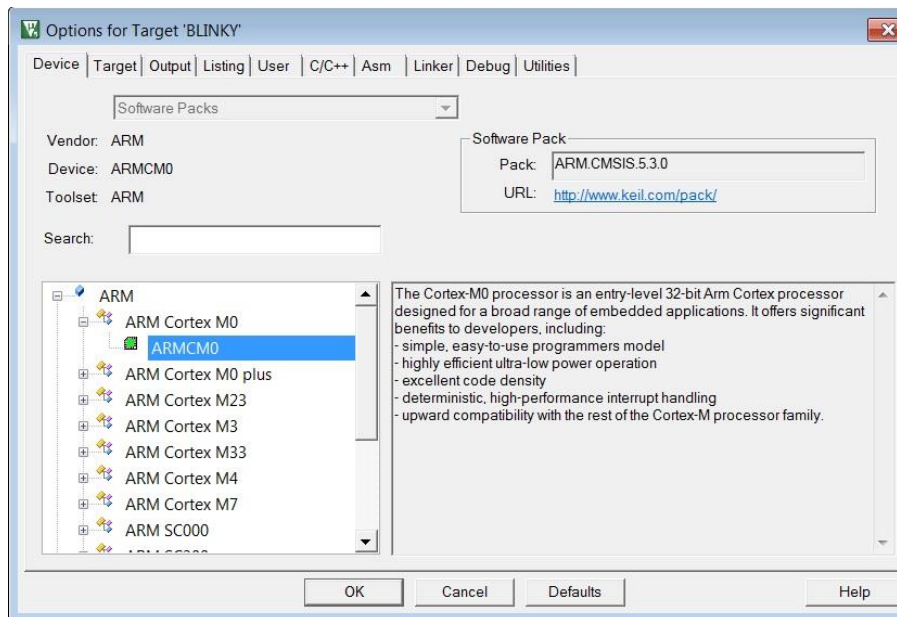 Options for Target 'BLINKY'
Device Target Output Listing User C/C++ Asm Linker Debug Utilities
Software Packs
Vendor: ARM
Device: ARMCM0
Toolset: ARM
Software Pack
Pack: ARM.CMSIS.5.3.0
URL: http://www.keil.com/pack/
Search:
ARM
ARM Cortex M0
ARMCM0
ARM Cortex M0 plus
ARM Cortex M23
ARM Cortex M3
ARM Cortex M33
ARM Cortex M4
ARM Cortex M7
ARM SC000
The Cortex-M0 processor is an entry-level 32-bit Arm Cortex processor
designed for a broad range of embedded applications. It offers significant
benefits to developers, including:
- simple, easy-to-use programmers model
- highly efficient ultra-low power operation
- excellent code density
- deterministic, high-performance interrupt handling
- upward compatibility with the rest of the Cortex-M processor family.
OK Cancel Defaults Help